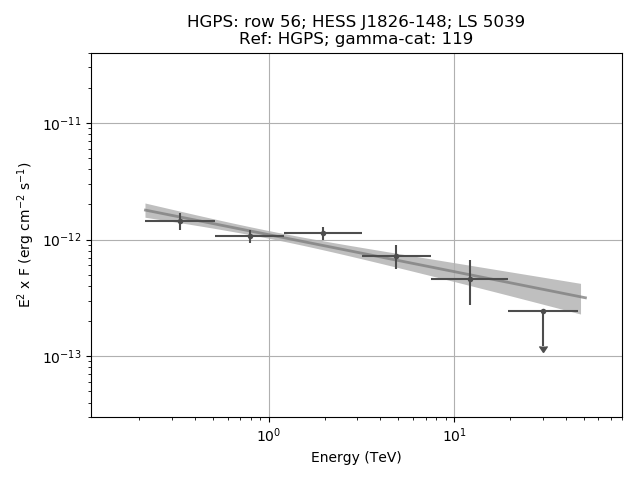 HGPS: row 56; HESS J1826-148; LS 5039
Ref: HGPS; gamma-cat: 119
E² x F (erg cm⁻² s⁻¹)
10⁻¹¹
10⁻¹²
10⁻¹³
10⁰ 10¹
Energy (TeV)